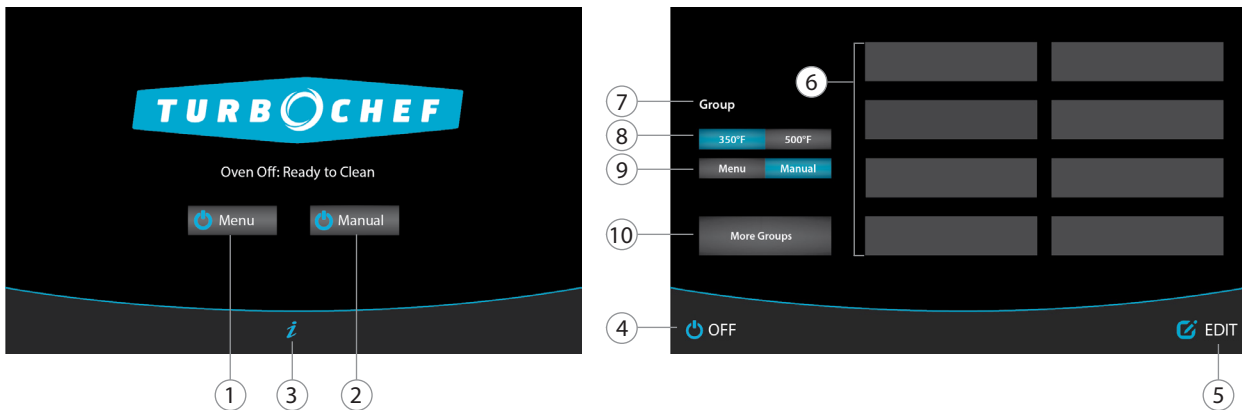 TURBOCHEF
Oven Off: Ready to Clean
Menu
Manual
i
1
3
2
6
7
Group
8
350°F
500°F
9
Menu
Manual
10
More Groups
4
OFF
EDIT
5